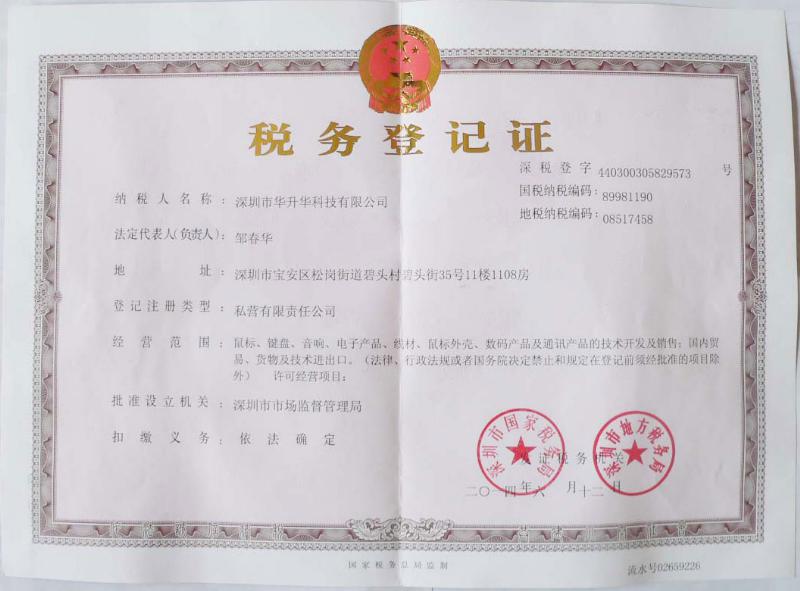 税务登记证
深税登字 440300305829573 号
国税纳税编码: 89981190
地税纳税编码: 08517458
纳税人名称: 深圳市华升华科技有限公司
法定代表人(负责人): 邹春华
地址: 深圳市宝安区松岗街道碧头村碧头街35号11楼1108房
登记注册类型: 私营有限责任公司
经营范围: 鼠标、键盘、音响、电子产品、线材、鼠标外壳、数码产品及通讯产品的技术开发及销售;国内贸
易、货物及技术进出口。(法律、行政法规或者国务院决定禁止和规定在登记前须经批准的项目除
外) 许可经营项目:
批准设立机关: 深圳市市场监督管理局
扣缴义务: 依法确定
深圳市国家税务局
深圳市地方税务局
发证税务机关
二〇一四年六月十二日
国家税务总局监制
流水号02659226